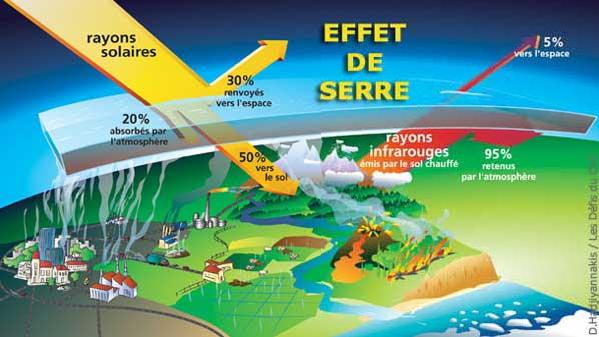 rayons
solaires
EFFET
DE
SERRE
5%
vers l'espace
30%
renvoyés
vers l'espace
20%
absorbés par
l'atmosphère
50%
vers
le sol
rayons
infrarouges
émis par le sol chauffé
95%
retenus
par l'atmosphère
D.Hadjiyannakis / Les Défis du